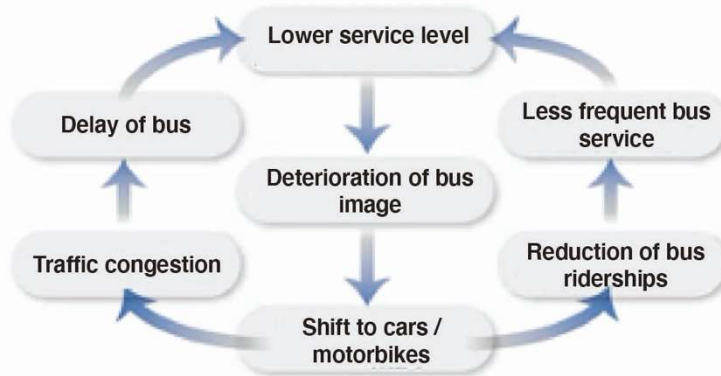 Lower service level
Delay of bus
Less frequent bus
service
Deterioration of bus
image
Traffic congestion
Reduction of bus
riderships
Shift to cars /
motorbikes